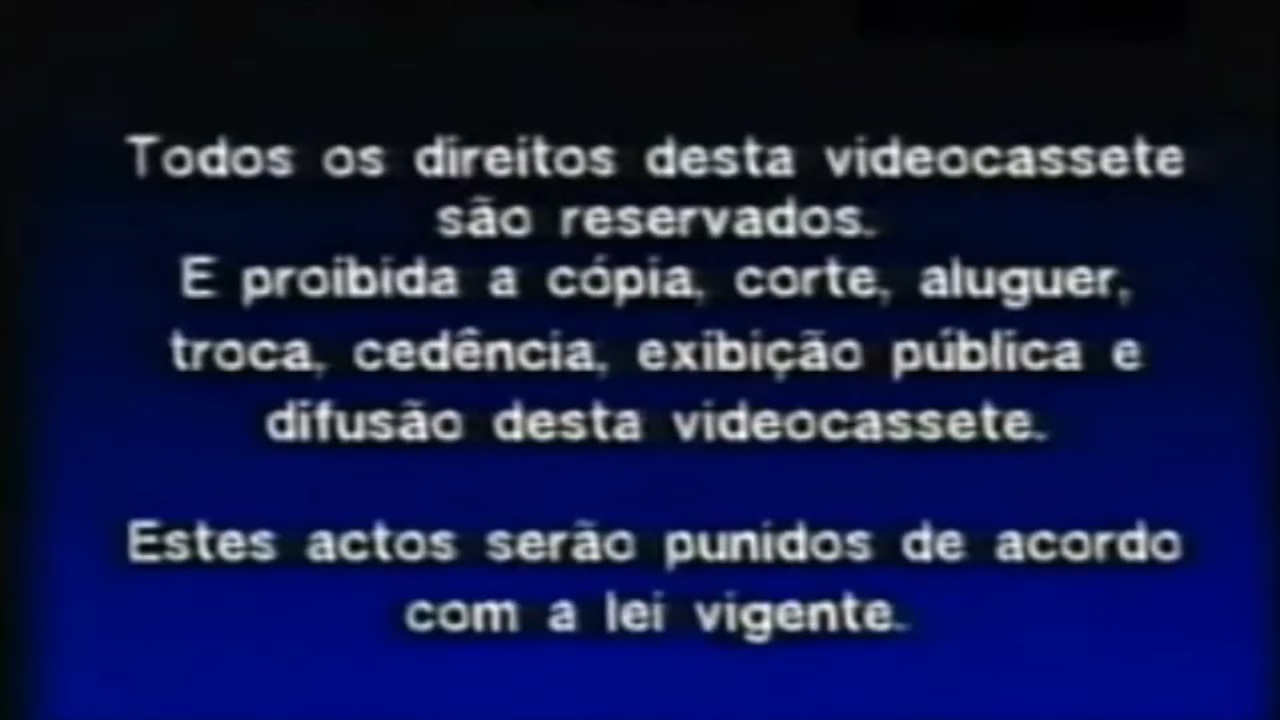 Todos os direitos desta videocassete
são reservados.
E proibida a cópia, corte, aluguer,
troca, cedência, exibição pública e
difusão desta videocassete.
Estes actos serão punidos de acordo
com a lei vigente.